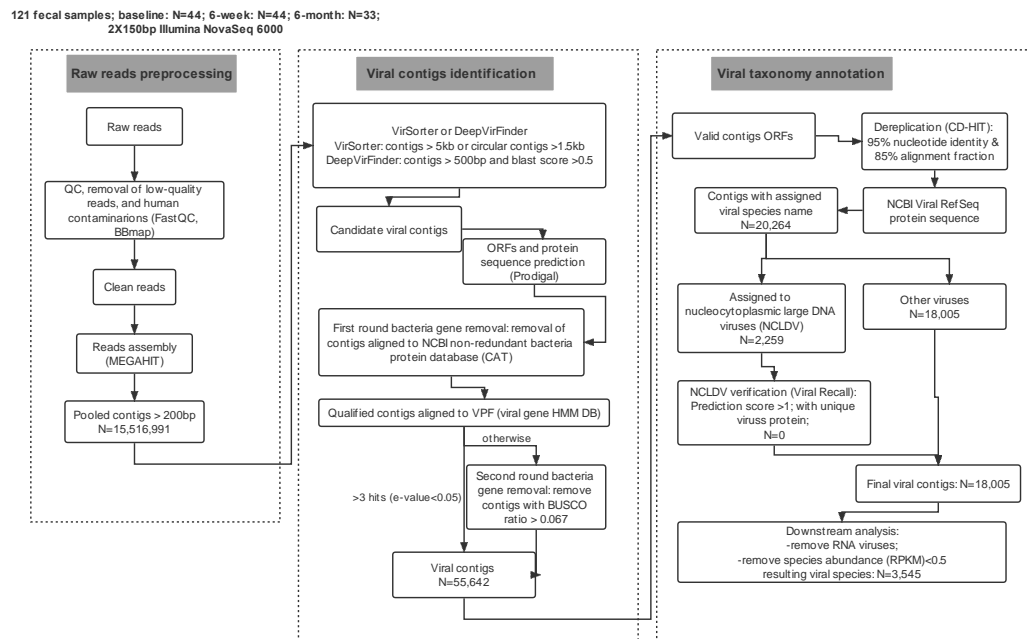 121 fecal samples; baseline: N=44; 6-week: N=44; 6-month: N=33;
2X150bp Illumina NovaSeq 6000
Raw reads preprocessing
Raw reads
QC, removal of low-quality
reads, and human
contaminarions (FastQC,
BBmap)
Clean reads
Reads assembly
(MEGAHIT)
Pooled contigs > 200bp
N=15,516,991
Viral contigs identification
VirSorter or DeepVirFinder
VirSorter: contigs > 5kb or circular contigs >1.5kb
DeepVirFinder: contigs > 500bp and blast score >0.5
Candidate viral contigs
ORFs and protein
sequence prediction
(Prodigal)
First round bacteria gene removal: removal of
contigs aligned to NCBI non-redundant bacteria
protein database (CAT)
Qualified contigs aligned to VPF (viral gene HMM DB)
otherwise
>3 hits (e-value<0.05)
Second round bacteria
gene removal: remove
contigs with BUSCO
ratio > 0.067
Viral contigs
N=55,642
Viral taxonomy annotation
Valid contigs ORFs
Dereplication (CD-HIT):
95% nucleotide identity &
85% alignment fraction
NCBI Viral RefSeq
protein sequence
Contigs with assigned
viral species name
N=20,264
Assigned to
nucleocytoplasmic large DNA
viruses (NCLDV)
N=2,259
Other viruses
N=18,005
NCLDV verification (Viral Recall):
Prediction score >1; with unique
viruss protein;
N=0
Final viral contigs: N=18,005
Downstream analysis:
-remove RNA viruses;
-remove species abundance (RPKM)<0.5
resulting viral species: N=3,545